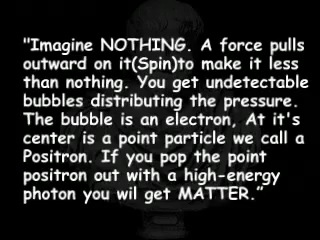 "Imagine NOTHING. A force pulls
outward on it(Spin)to make it less
than nothing. You get undetectable
bubbles distributing the pressure.
The bubble is an electron, At it's
center is a point particle we call a
Positron. If you pop the point
positron out with a high-energy
photon you wil get MATTER.”